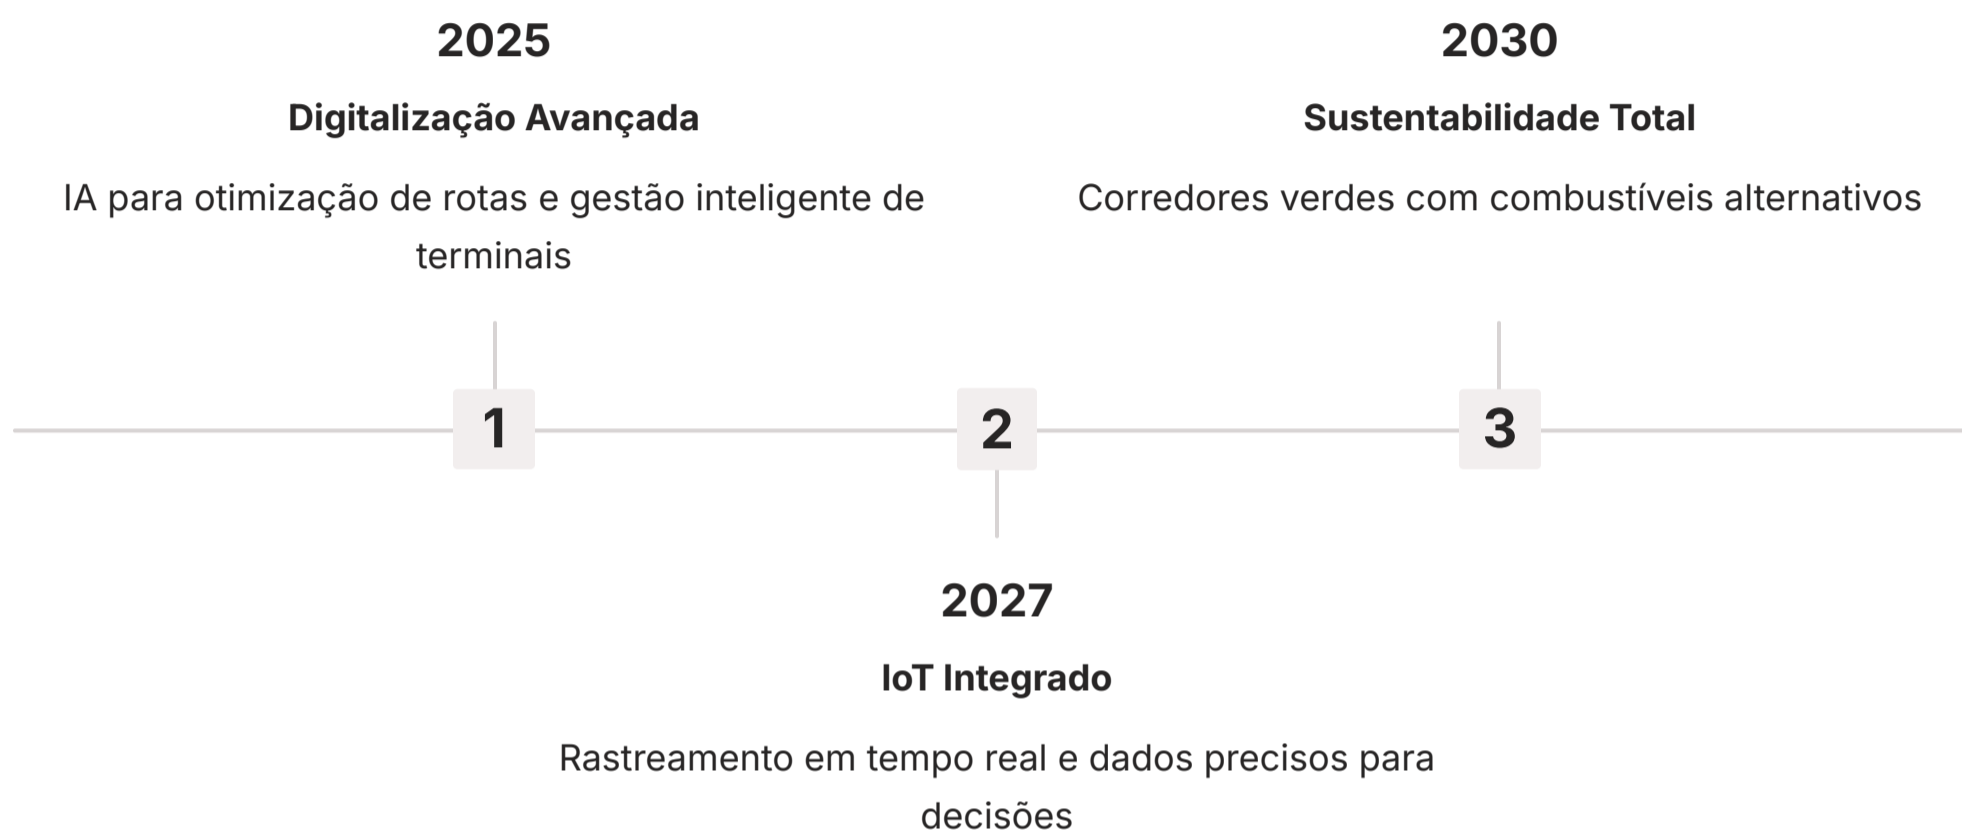 2025
Digitalização Avançada
IA para otimização de rotas e gestão inteligente de
terminais
2030
Sustentabilidade Total
Corredores verdes com combustíveis alternativos
1
2
3
2027
IoT Integrado
Rastreamento em tempo real e dados precisos para
decisões